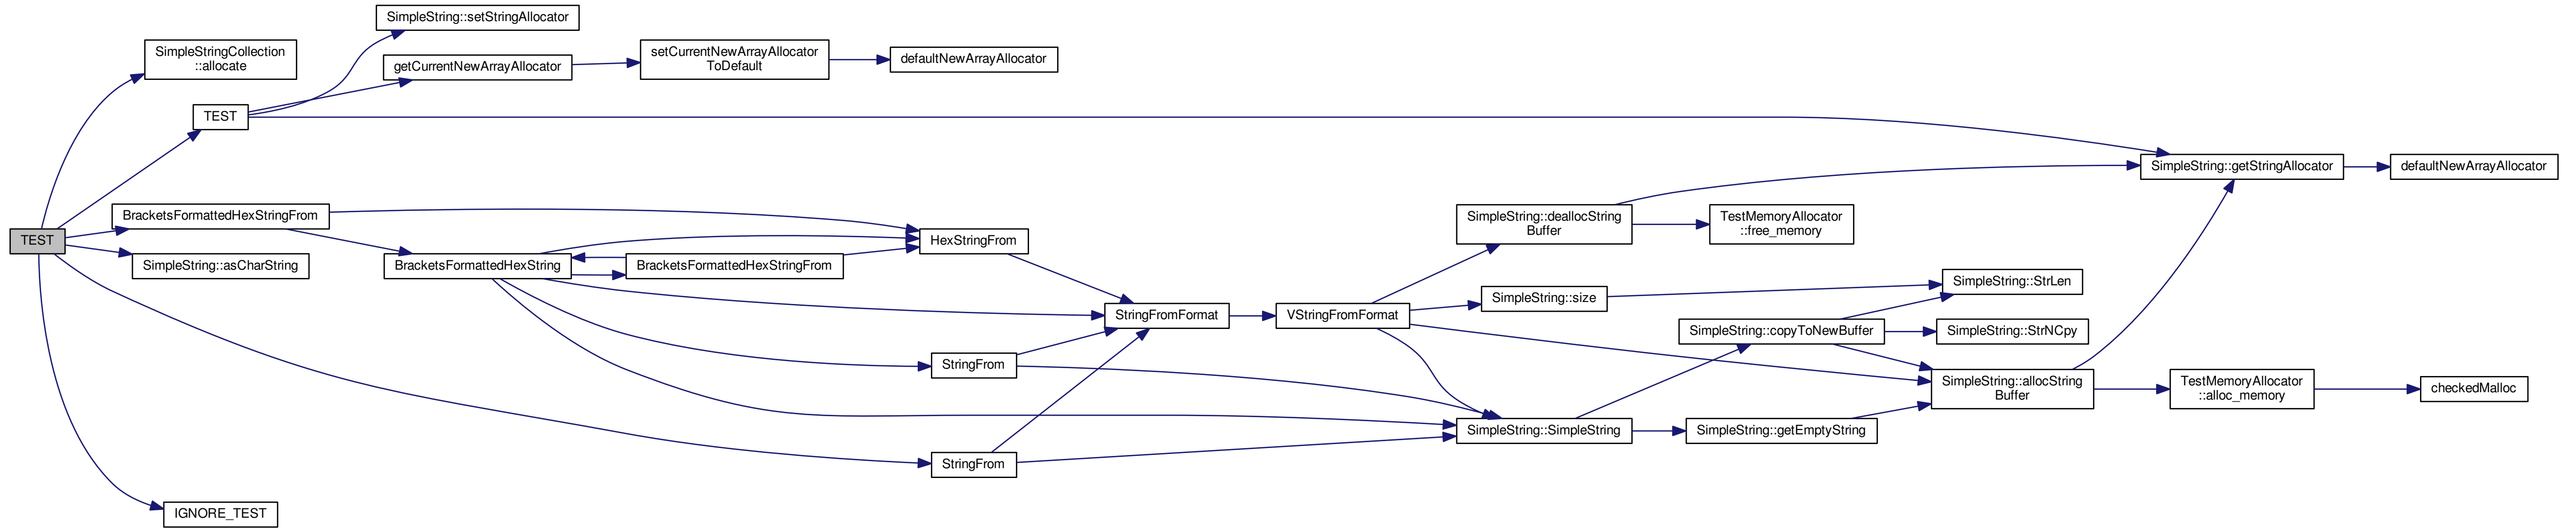 SimpleString::setStringAllocator
SimpleStringCollection
::allocate
getCurrentNewArrayAllocator
setCurrentNewArrayAllocator
ToDefault
defaultNewArrayAllocator
TEST
SimpleString::getStringAllocator
defaultNewArrayAllocator
TEST
BracketsFormattedHexStringFrom
SimpleString::asCharString
BracketsFormattedHexString
BracketsFormattedHexStringFrom
HexStringFrom
SimpleString::deallocString
Buffer
TestMemoryAllocator
::free_memory
StringFromFormat
VStringFromFormat
SimpleString::size
SimpleString::StrLen
SimpleString::copyToNewBuffer
SimpleString::StrNCpy
StringFrom
SimpleString::allocString
Buffer
TestMemoryAllocator
::alloc_memory
checkedMalloc
SimpleString::SimpleString
SimpleString::getEmptyString
StringFrom
IGNORE_TEST